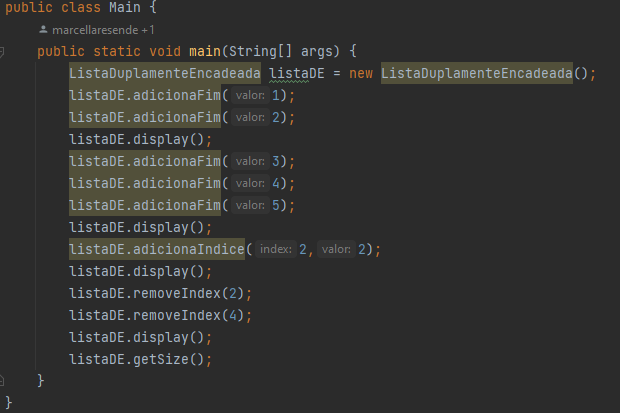 public class Main {
marcellaresende +1
public static void main(String[] args) {
ListaDuplamenteEncadeada listaDE = new ListaDuplamenteEncadeada();
listaDE.adicionaFim( valor: 1);
listaDE.adicionaFim( valor: 2);
listaDE.display();
listaDE.adicionaFim( valor: 3);
listaDE.adicionaFim( valor: 4);
listaDE.adicionaFim( valor: 5);
listaDE.display();
listaDE.adicionaIndice( index: 2, valor: 2);
listaDE.display();
listaDE.removeIndex(2);
listaDE.removeIndex(4);
listaDE.display();
listaDE.getSize();
}
}